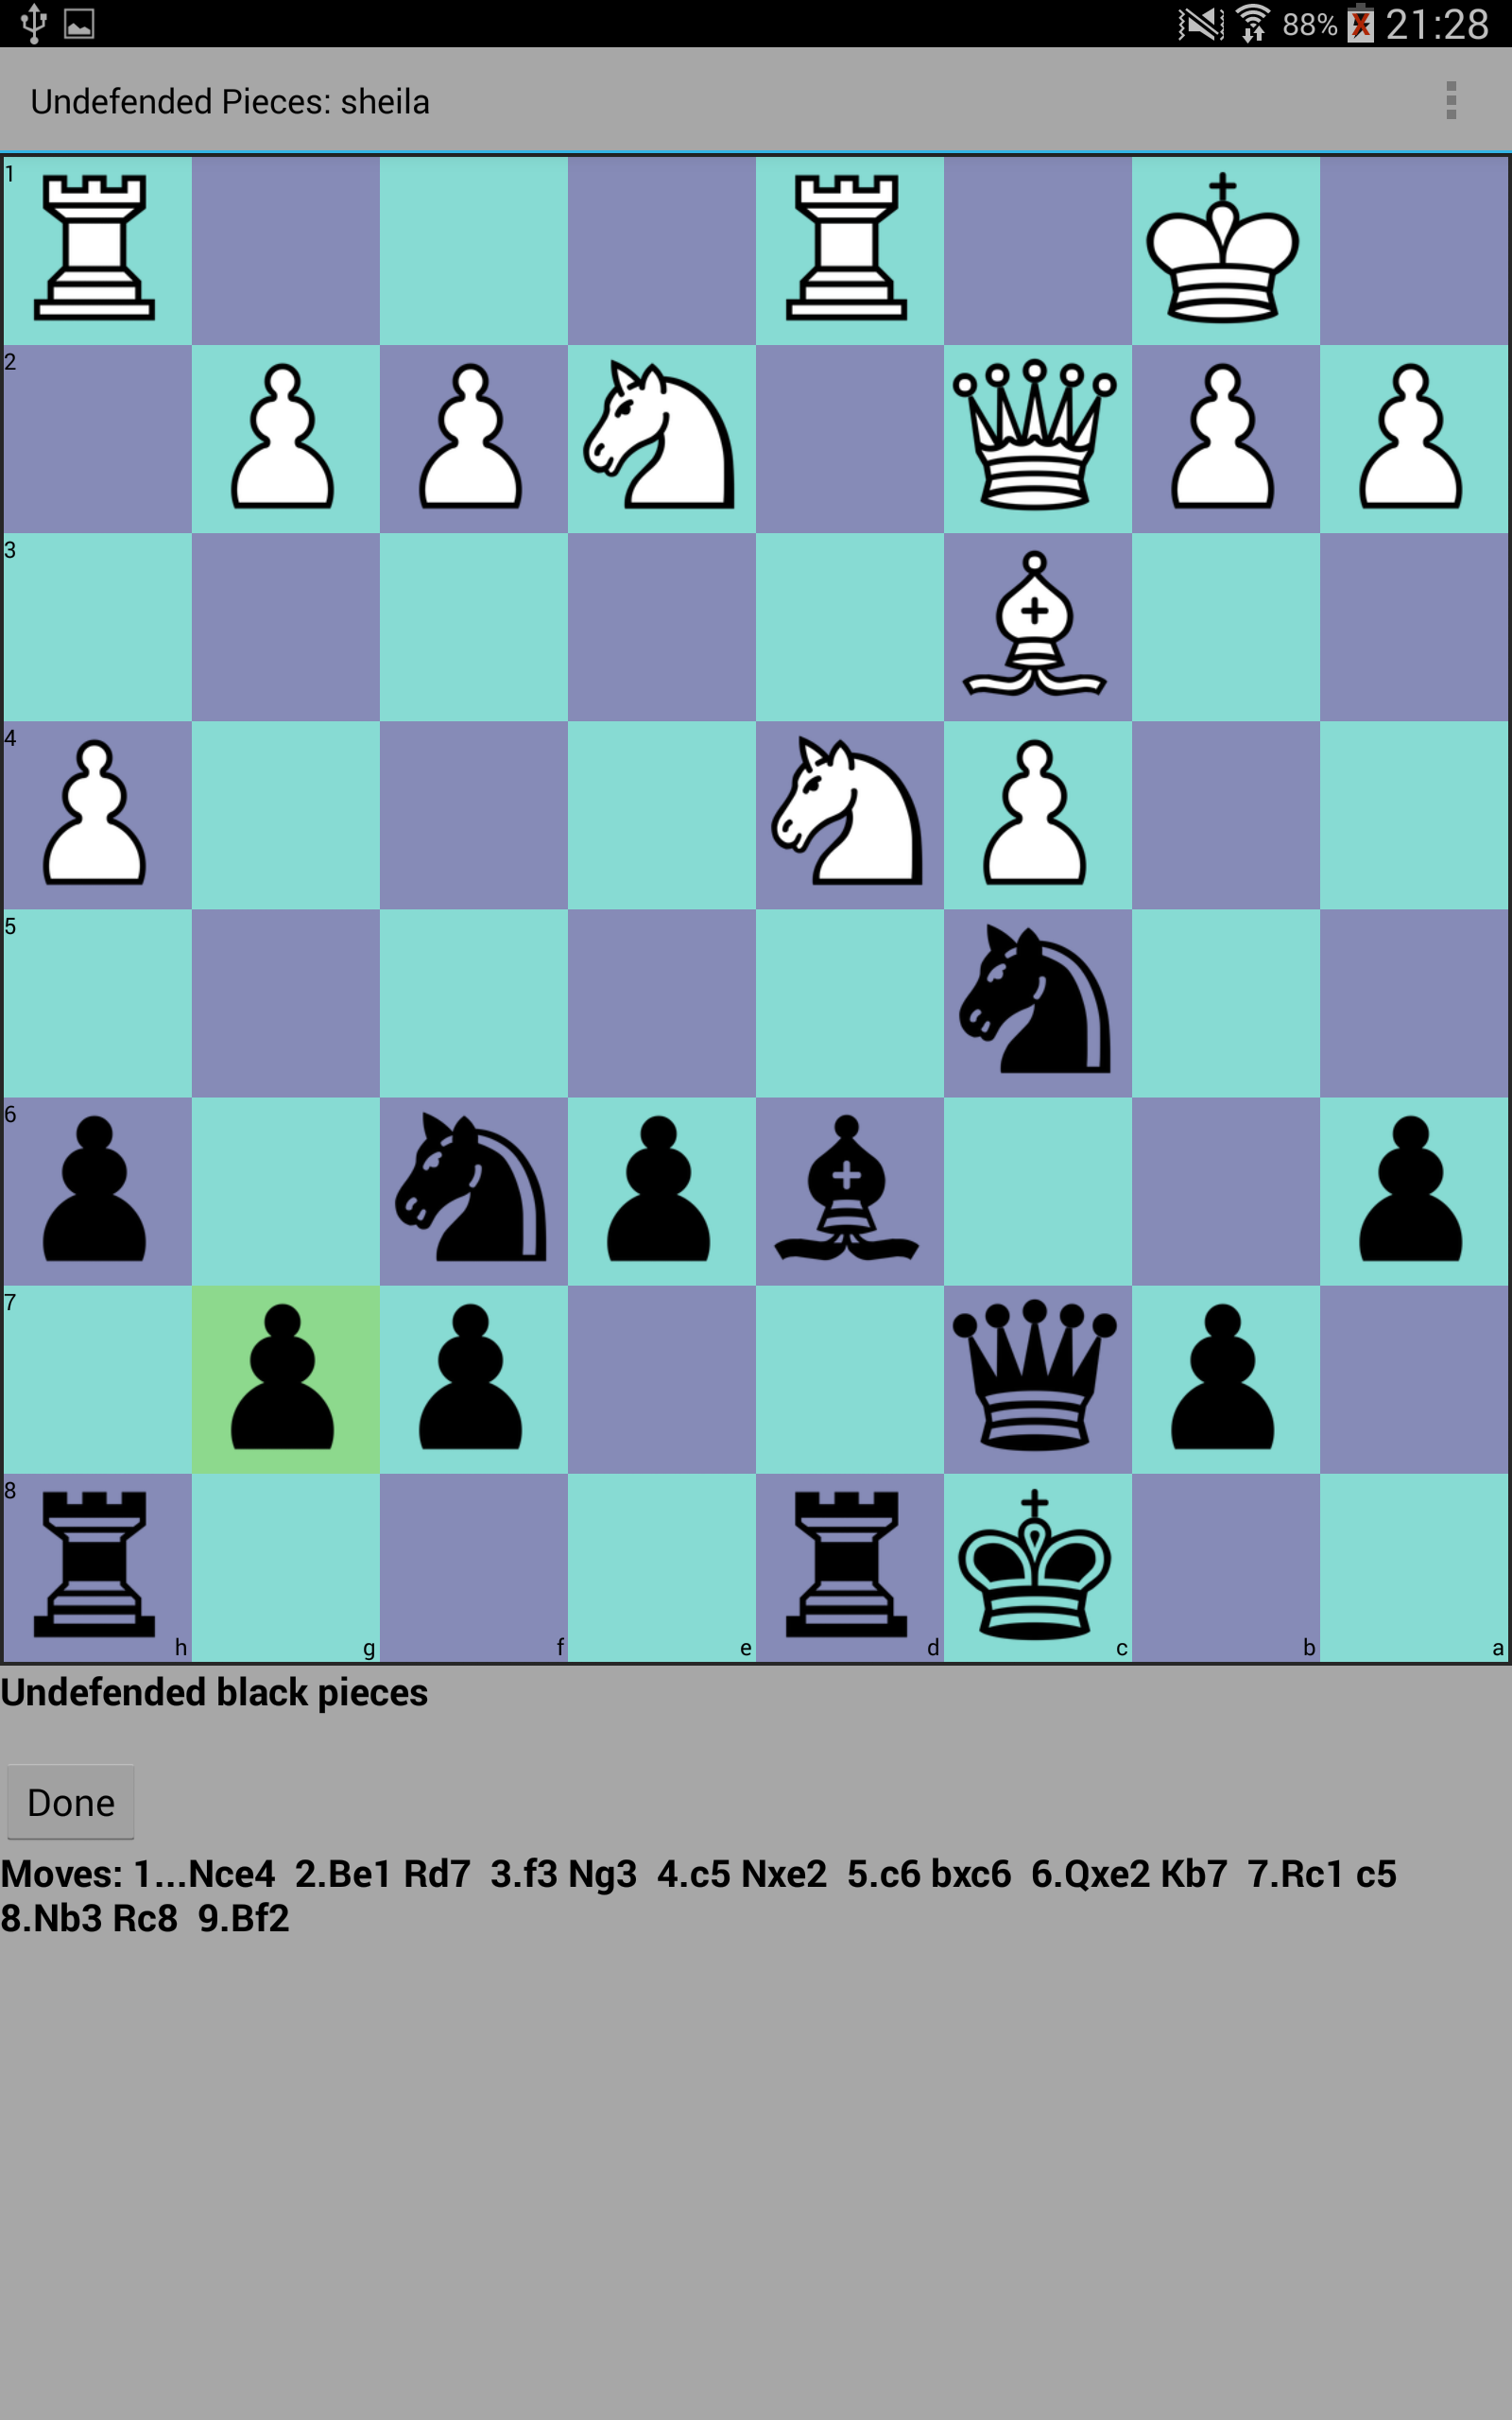 88% 21:28
Undefended Pieces: sheila
1
2
3
4
5
6
7
8
h g f e d c b a
Undefended black pieces
Done
Moves: 1...Nce4 2.Be1 Rd7 3.f3 Ng3 4.c5 Nxe2 5.c6 bxc6 6.Qxe2 Kb7 7.Rc1 c5
8.Nb3 Rc8 9.Bf2